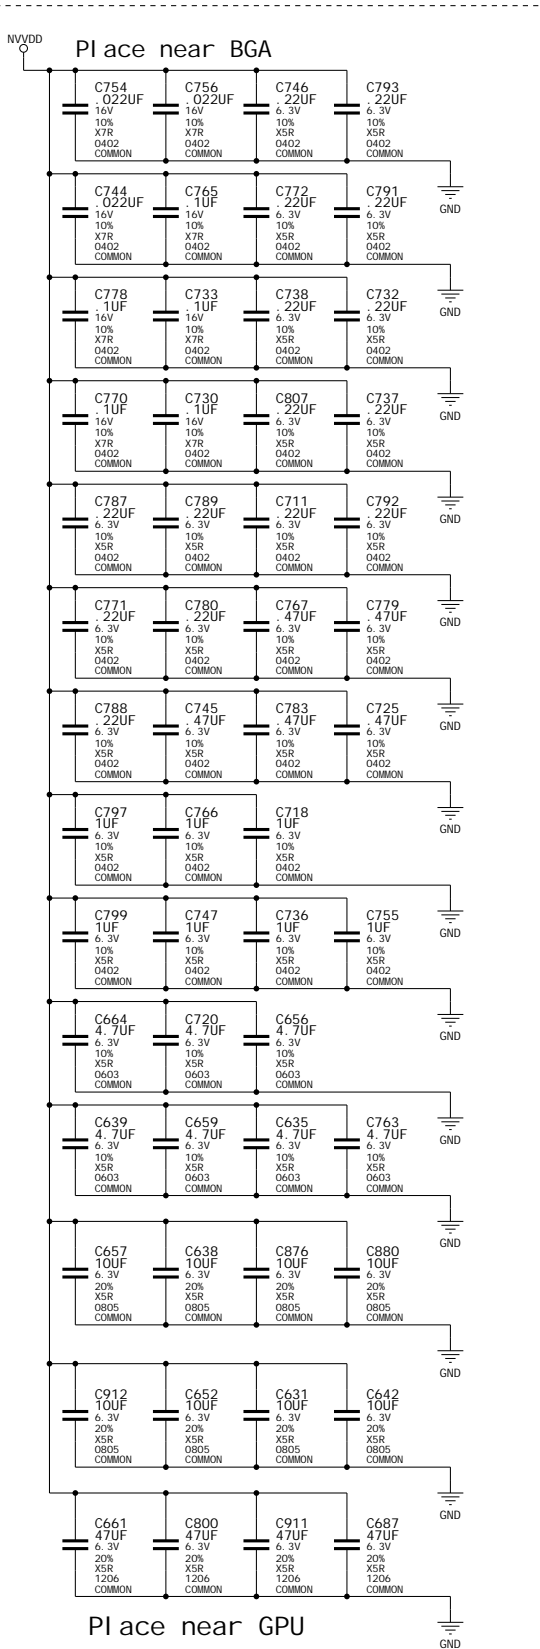 NVVDD
Place near BGA
C754 C756 C746 C793
.022UF .022UF .22UF .22UF
16V 16V 6.3V 6.3V
10% 10% 10% 10%
X7R X7R X5R X5R
0402 0402 0402 0402
COMMON COMMON COMMON COMMON
GND
C744 C765 C772 C791
.022UF .1UF .22UF .22UF
16V 16V 6.3V 6.3V
10% 10% 10% 10%
X7R X7R X5R X5R
0402 0402 0402 0402
COMMON COMMON COMMON COMMON
GND
C778 C733 C738 C732
.1UF .1UF .22UF .22UF
16V 16V 6.3V 6.3V
10% 10% 10% 10%
X7R X7R X5R X5R
0402 0402 0402 0402
COMMON COMMON COMMON COMMON
GND
C770 C730 C807 C737
.1UF .1UF .22UF .22UF
16V 16V 6.3V 6.3V
10% 10% 10% 10%
X7R X7R X5R X5R
0402 0402 0402 0402
COMMON COMMON COMMON COMMON
GND
C787 C789 C711 C792
.22UF .22UF .22UF .22UF
6.3V 6.3V 6.3V 6.3V
10% 10% 10% 10%
X5R X5R X5R X5R
0402 0402 0402 0402
COMMON COMMON COMMON COMMON
GND
C771 C780 C767 C779
.22UF .22UF .47UF .47UF
6.3V 6.3V 6.3V 6.3V
10% 10% 10% 10%
X5R X5R X5R X5R
0402 0402 0402 0402
COMMON COMMON COMMON COMMON
GND
C788 C745 C783 C725
.22UF .47UF .47UF .47UF
6.3V 6.3V 6.3V 6.3V
10% 10% 10% 10%
X5R X5R X5R X5R
0402 0402 0402 0402
COMMON COMMON COMMON COMMON
GND
C797 C766 C718
1UF 1UF 1UF
6.3V 6.3V 6.3V
10% 10% 10%
X5R X5R X5R
0402 0402 0402
COMMON COMMON COMMON
GND
C799 C747 C736 C755
1UF 1UF 1UF 1UF
6.3V 6.3V 6.3V 6.3V
10% 10% 10% 10%
X5R X5R X5R X5R
0402 0402 0402 0402
COMMON COMMON COMMON COMMON
GND
C664 C720 C656
4.7UF 4.7UF 4.7UF
6.3V 6.3V 6.3V
10% 10% 10%
X5R X5R X5R
0603 0603 0603
COMMON COMMON COMMON
GND
C639 C659 C635 C763
4.7UF 4.7UF 4.7UF 4.7UF
6.3V 6.3V 6.3V 6.3V
10% 10% 10% 10%
X5R X5R X5R X5R
0603 0603 0603 0603
COMMON COMMON COMMON COMMON
GND
C657 C638 C876 C880
10UF 10UF 10UF 10UF
6.3V 6.3V 6.3V 6.3V
20% 20% 20% 20%
X5R X5R X5R X5R
0805 0805 0805 0805
COMMON COMMON COMMON COMMON
GND
C912 C652 C631 C642
10UF 10UF 10UF 10UF
6.3V 6.3V 6.3V 6.3V
20% 20% 20% 20%
X5R X5R X5R X5R
0805 0805 0805 0805
COMMON COMMON COMMON COMMON
GND
C661 C800 C911 C687
47UF 47UF 47UF 47UF
6.3V 6.3V 6.3V 6.3V
20% 20% 20% 20%
X5R X5R X5R X5R
1206 1206 1206 1206
COMMON COMMON COMMON COMMON
Place near GPU
GND